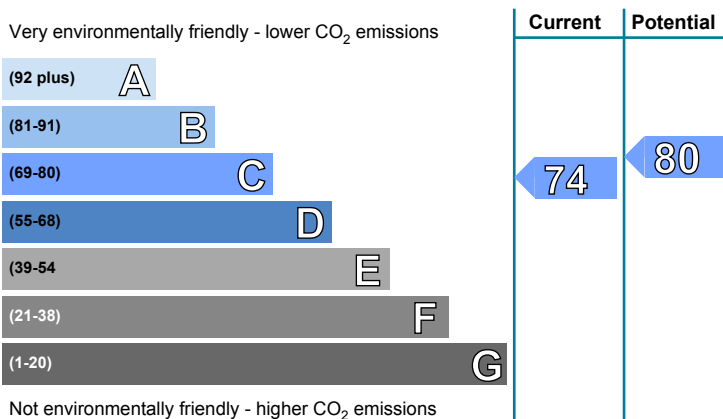 Very environmentally friendly - lower CO2 emissions
Current
Potential
(92 plus) A
(81-91) B
(69-80) C
(55-68) D
(39-54 E
(21-38) F
(1-20) G
74
80
Not environmentally friendly - higher CO2 emissions